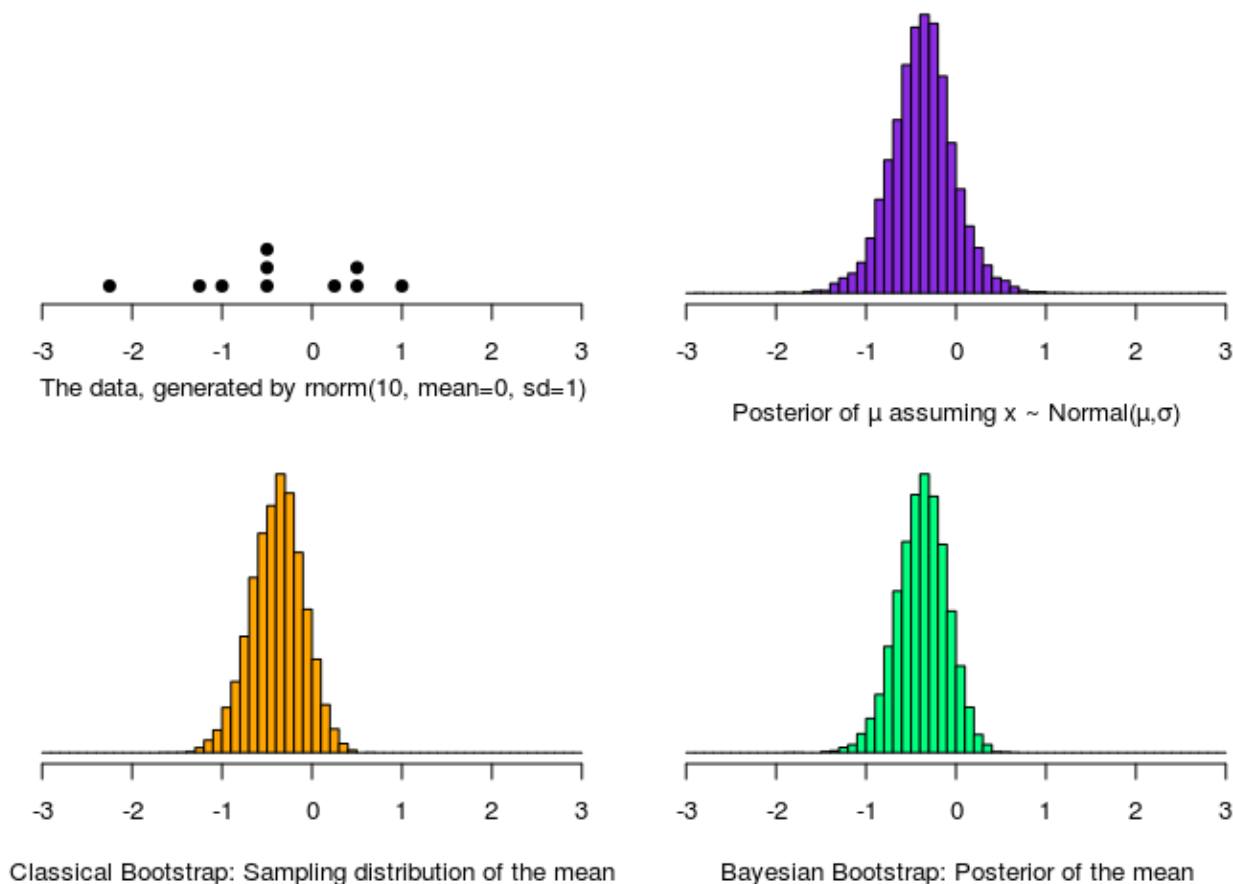 -3 -2 -1 0 1 2 3
The data, generated by rnorm(10, mean=0, sd=1)
-3 -2 -1 0 1 2 3
Posterior of μ assuming x ~ Normal(μ,σ)
-3 -2 -1 0 1 2 3
Classical Bootstrap: Sampling distribution of the mean
-3 -2 -1 0 1 2 3
Bayesian Bootstrap: Posterior of the mean